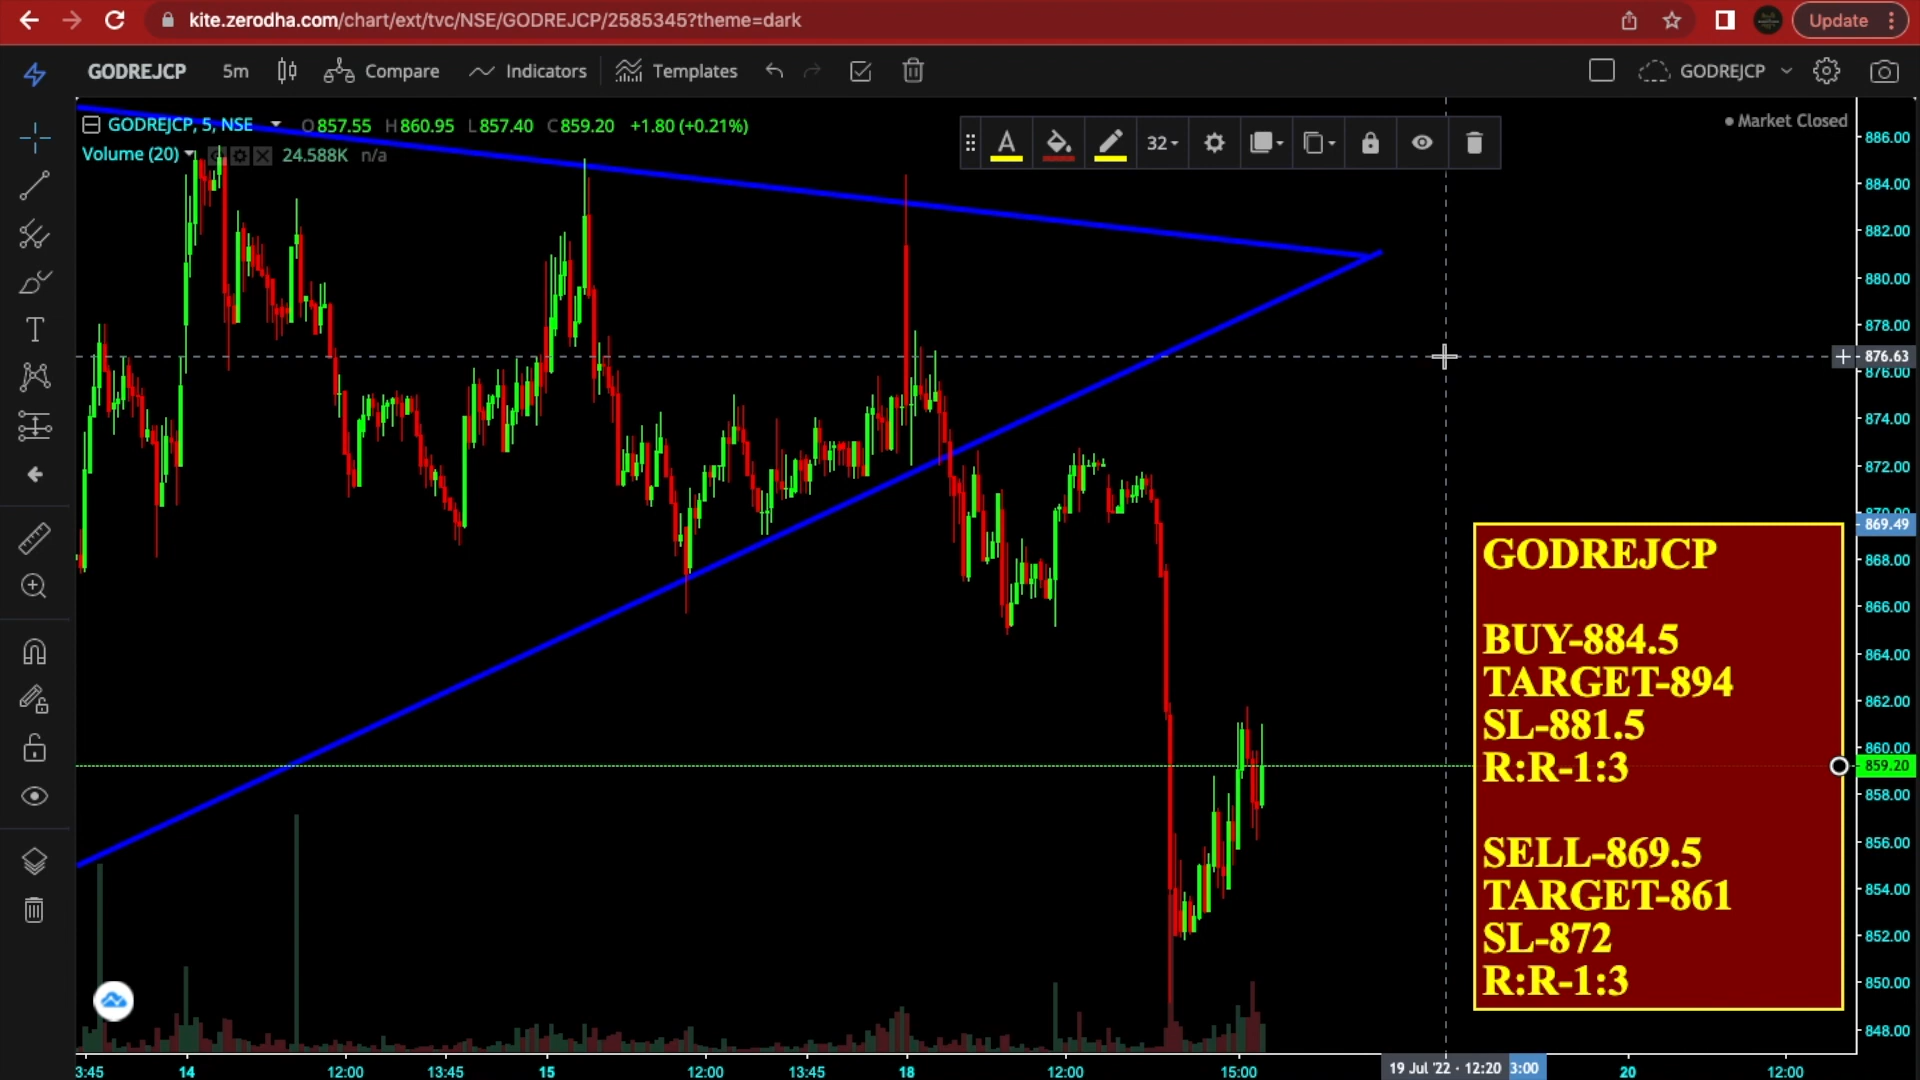 kite.zerodha.com/chart/ext/tvc/NSE/GODREJCP/2585345?theme=dark
Update
GODREJCP 5m Compare Indicators Templates GODREJCP
GODREJCP, 5, NSE O857.55 H860.95 L857.40 C859.20 +1.80 (+0.21%)
Market Closed
Volume (20) 24.588K n/a
A 32
886.00
884.00
882.00
880.00
878.00
876.63
876.00
874.00
872.00
870.00
869.49
868.00
866.00
864.00
862.00
860.00
859.20
858.00
856.00
854.00
852.00
850.00
848.00
GODREJCP
BUY-884.5
TARGET-894
SL-881.5
R:R-1:3
SELL-869.5
TARGET-861
SL-872
R:R-1:3
3:45 14 12:00 13:45 15 12:00 13:45 18 12:00 15:00 19 Jul '22 · 12:20 3:00 20 12:00